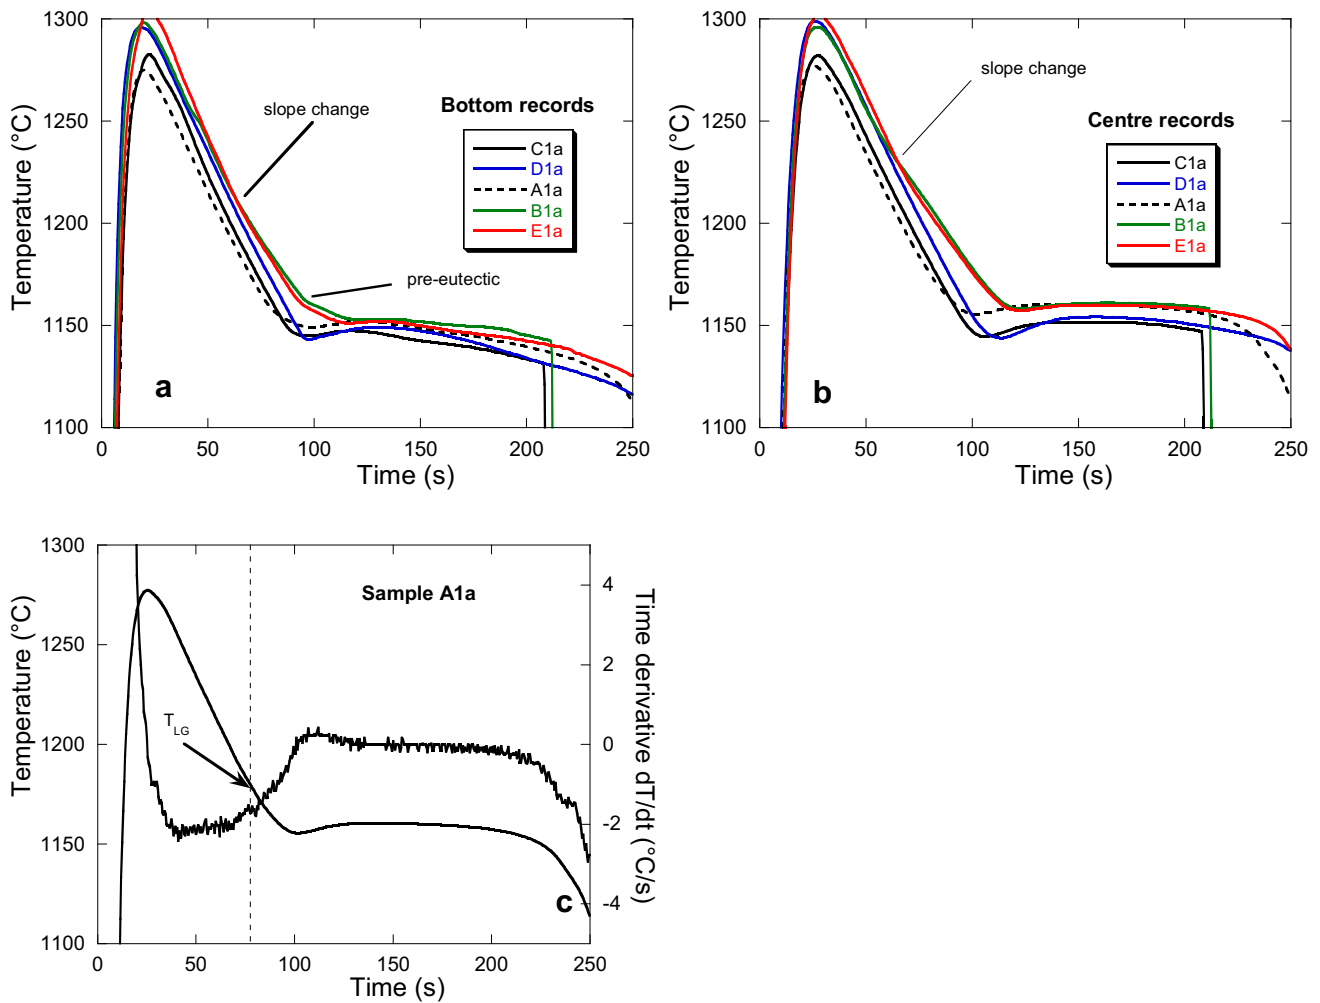 1300
1250
1200
1150
1100
Temperature (°C)
0
50
100
150
200
250
Time (s)
slope change
Bottom records
C1a
D1a
A1a
B1a
E1a
pre-eutectic
a
1300
1250
1200
1150
1100
Temperature (°C)
0
50
100
150
200
250
Time (s)
slope change
Centre records
C1a
D1a
A1a
B1a
E1a
b
1300
1250
1200
1150
1100
Temperature (°C)
0
50
100
150
200
250
Time (s)
Sample A1a
TLG
4
2
0
-2
-4
Time derivative dT/dt (°C/s)
c